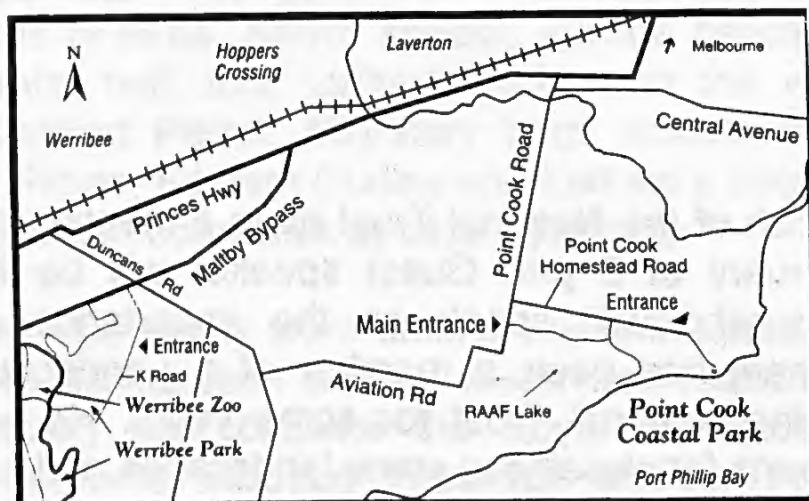 N
Hoppers
Crossing
Laverton
Melbourne
Werribee
Central Avenue
Princes Hwy
Maltby Bypass
Duncans Rd
Point Cook Road
Point Cook
Homestead Road
Entrance
Main Entrance
Entrance
K Road
Aviation Rd
RAAF Lake
Werribee Zoo
Werribee Park
Point Cook
Coastal Park
Port Phillip Bay